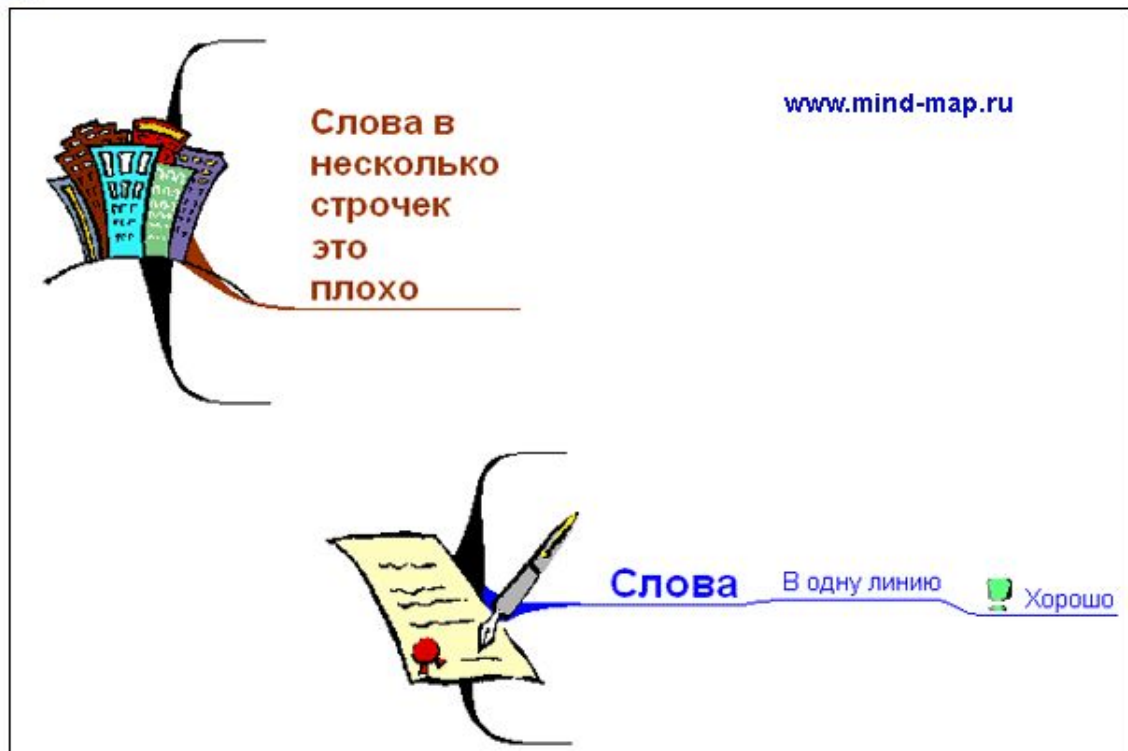 www.mind-map.ru
Слова в
несколько
строчек
это
плохо
Слова
В одну линию
Хорошо